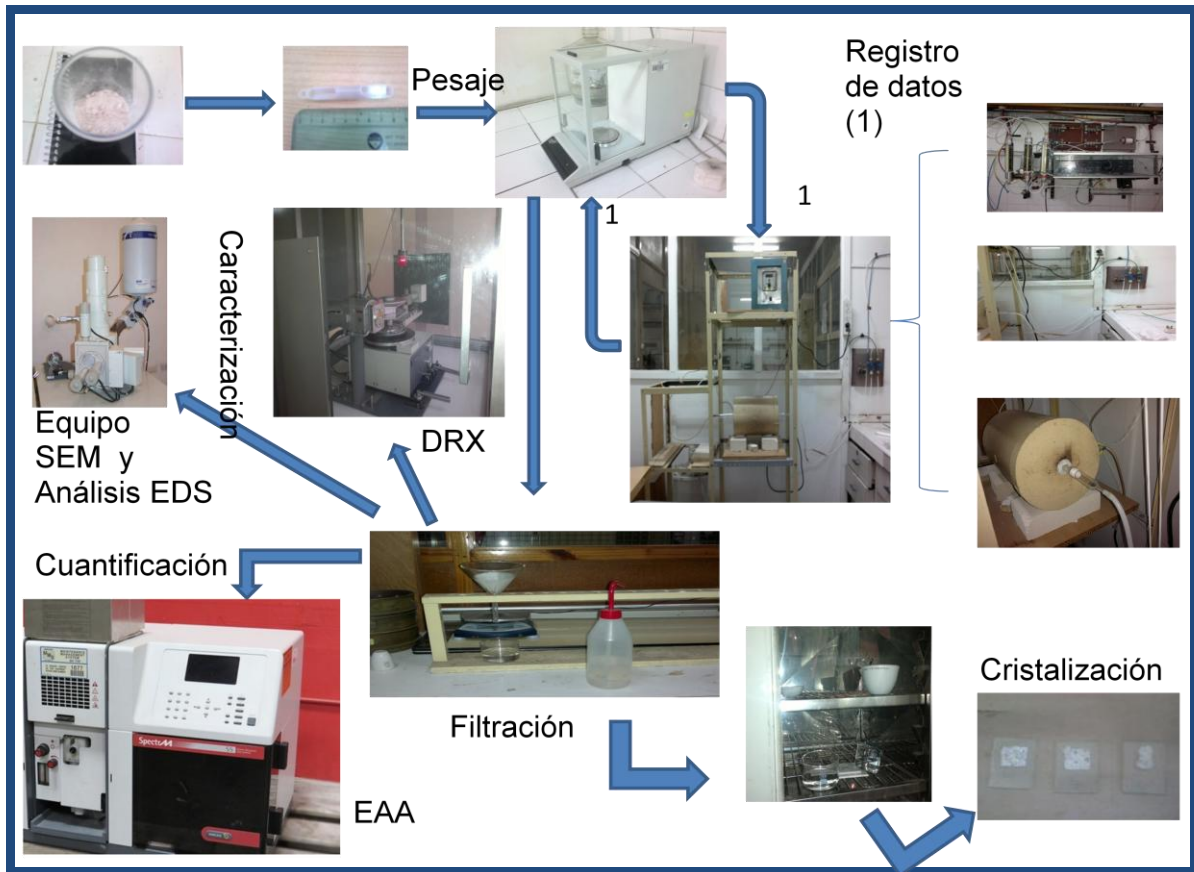 Pesaje
Registro
de datos
(1)
1
1
Caracterización
DRX
Equipo
SEM y
Análisis EDS
Cuantificación
Filtración
Cristalización
SpectrAA
EAA